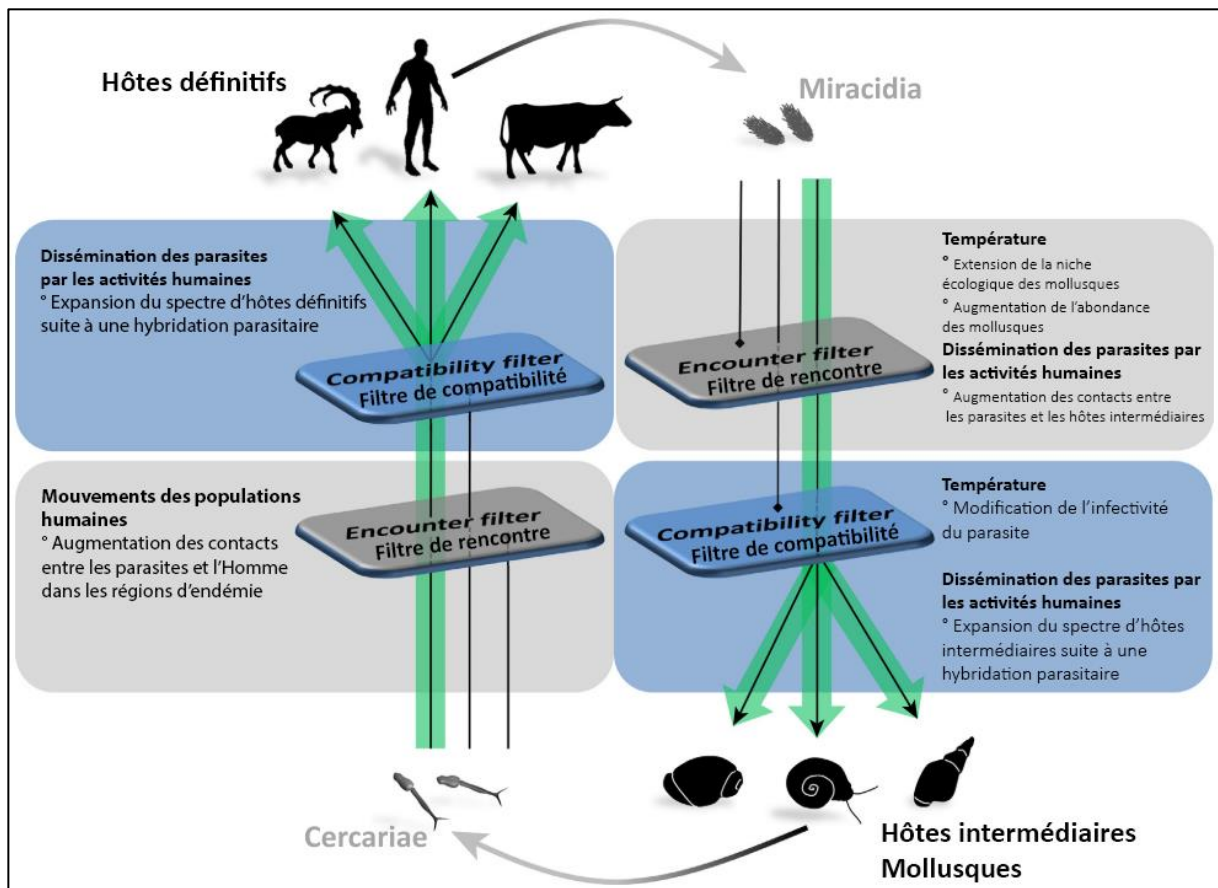 Hôtes définitifs
Miracidia
Dissémination des parasites
par les activités humaines
° Expansion du spectre d’hôtes définitifs
suite à une hybridation parasitaire
Compatibility filter
Filtre de compatibilité
Encounter filter
Filtre de rencontre
Température
° Extension de la niche
écologique des mollusques
° Augmentation de l’abondance
des mollusques
Dissémination des parasites par
les activités humaines
° Augmentation des contacts entre
les parasites et les hôtes intermédiaires
Mouvements des populations
humaines
° Augmentation des contacts
entre les parasites et l’Homme
dans les régions d’endémie
Encounter filter
Filtre de rencontre
Compatibility filter
Filtre de compatibilité
Température
° Modification de l’infectivité
du parasite
Dissémination des parasites par
les activités humaines
° Expansion du spectre d’hôtes
intermédiaires suite à une
hybridation parasitaire
Cercariae
Hôtes intermédiaires
Mollusques